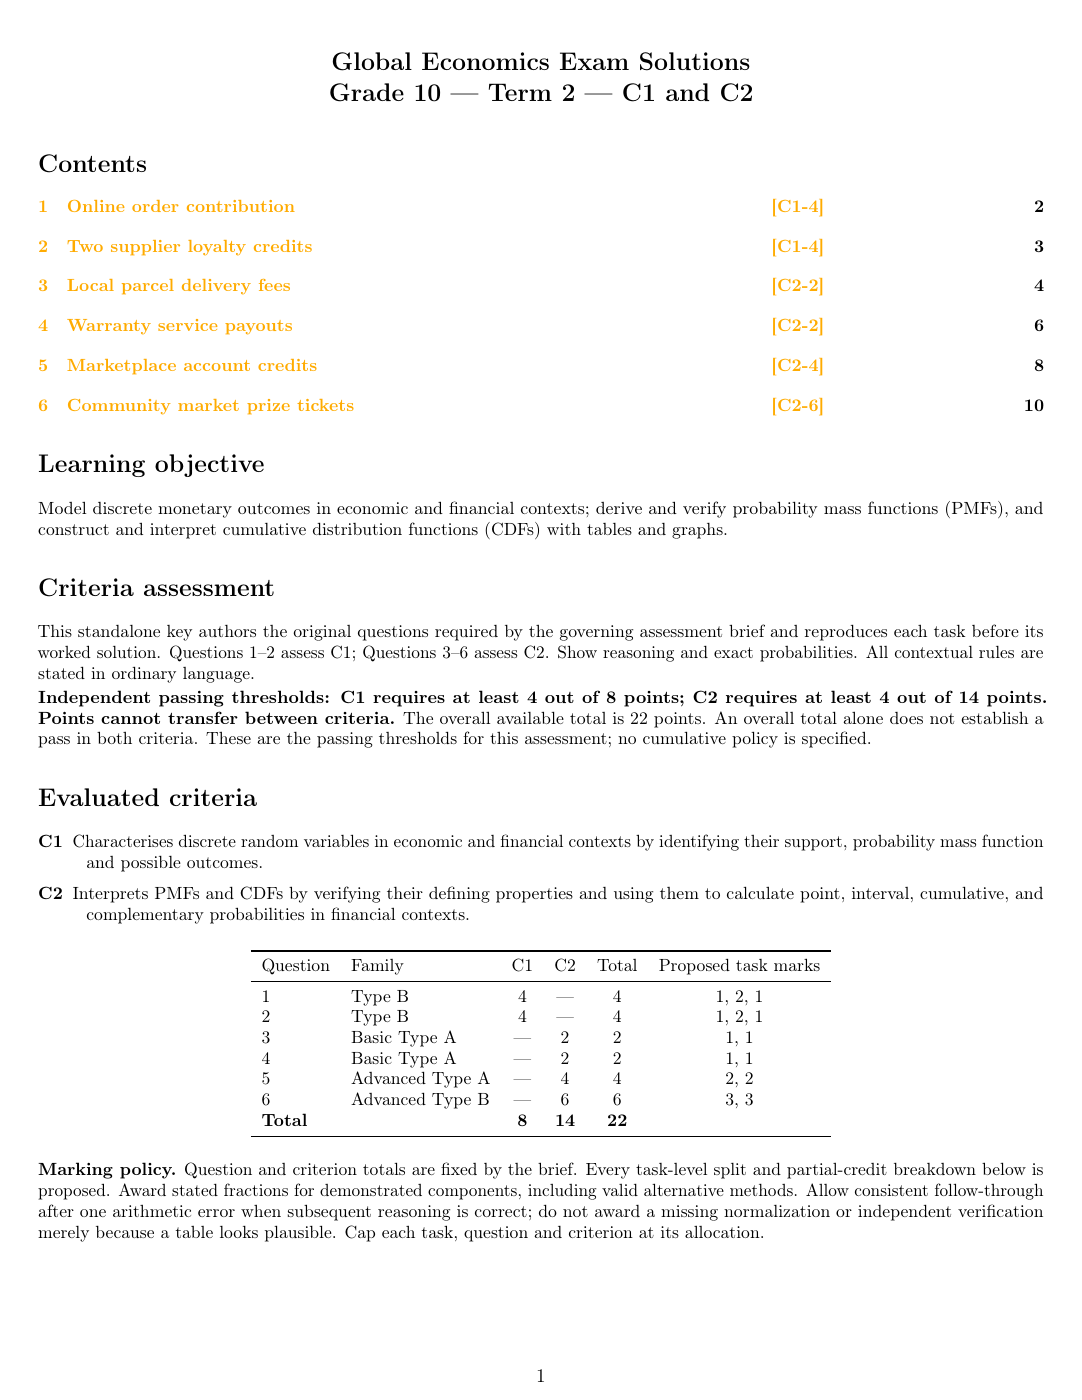 Global Economics Exam Solutions
Grade 10 — Term 2 — C1 and C2
Contents
1 Online order contribution [C1-4] 2
2 Two supplier loyalty credits [C1-4] 3
3 Local parcel delivery fees [C2-2] 4
4 Warranty service payouts [C2-2] 6
5 Marketplace account credits [C2-4] 8
6 Community market prize tickets [C2-6] 10
Learning objective
Model discrete monetary outcomes in economic and financial contexts; derive and verify probability mass functions (PMFs), and
construct and interpret cumulative distribution functions (CDFs) with tables and graphs.
Criteria assessment
This standalone key authors the original questions required by the governing assessment brief and reproduces each task before its
worked solution. Questions 1–2 assess C1; Questions 3–6 assess C2. Show reasoning and exact probabilities. All contextual rules are
stated in ordinary language.
Independent passing thresholds: C1 requires at least 4 out of 8 points; C2 requires at least 4 out of 14 points.
Points cannot transfer between criteria. The overall available total is 22 points. An overall total alone does not establish a
pass in both criteria. These are the passing thresholds for this assessment; no cumulative policy is specified.
Evaluated criteria
C1 Characterises discrete random variables in economic and financial contexts by identifying their support, probability mass function
and possible outcomes.
C2 Interprets PMFs and CDFs by verifying their defining properties and using them to calculate point, interval, cumulative, and
complementary probabilities in financial contexts.
Question Family C1 C2 Total Proposed task marks
1 Type B 4 — 4 1, 2, 1
2 Type B 4 — 4 1, 2, 1
3 Basic Type A — 2 2 1, 1
4 Basic Type A — 2 2 1, 1
5 Advanced Type A — 4 4 2, 2
6 Advanced Type B — 6 6 3, 3
Total 8 14 22
Marking policy. Question and criterion totals are fixed by the brief. Every task-level split and partial-credit breakdown below is
proposed. Award stated fractions for demonstrated components, including valid alternative methods. Allow consistent follow-through
after one arithmetic error when subsequent reasoning is correct; do not award a missing normalization or independent verification
merely because a table looks plausible. Cap each task, question and criterion at its allocation.
1